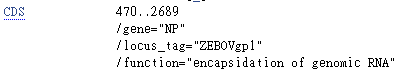 CDS 470..2689
/gene="NP"
/locus_tag="ZEBOVgp1"
/function="encapsidation of genomic RNA"